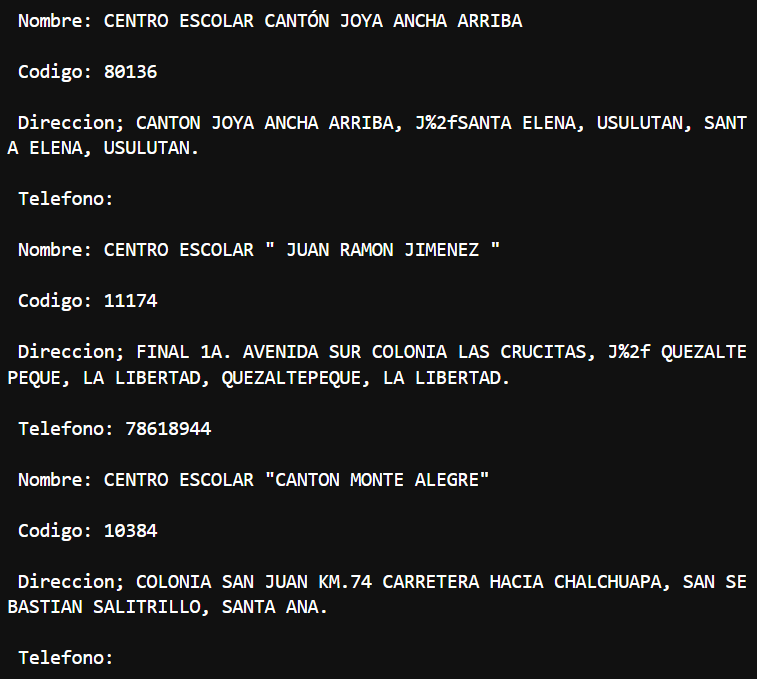 Nombre: CENTRO ESCOLAR CANTÓN JOYA ANCHA ARRIBA
Codigo: 80136
Direccion; CANTON JOYA ANCHA ARRIBA, J%2fSANTA ELENA, USULUTAN, SANT
A ELENA, USULUTAN.
Telefono:
Nombre: CENTRO ESCOLAR " JUAN RAMON JIMENEZ "
Codigo: 11174
Direccion; FINAL 1A. AVENIDA SUR COLONIA LAS CRUCITAS, J%2f QUEZALTE
PEQUE, LA LIBERTAD, QUEZALTEPEQUE, LA LIBERTAD.
Telefono: 78618944
Nombre: CENTRO ESCOLAR "CANTON MONTE ALEGRE"
Codigo: 10384
Direccion; COLONIA SAN JUAN KM.74 CARRETERA HACIA CHALCHUAPA, SAN SE
BASTIAN SALITRILLO, SANTA ANA.
Telefono: